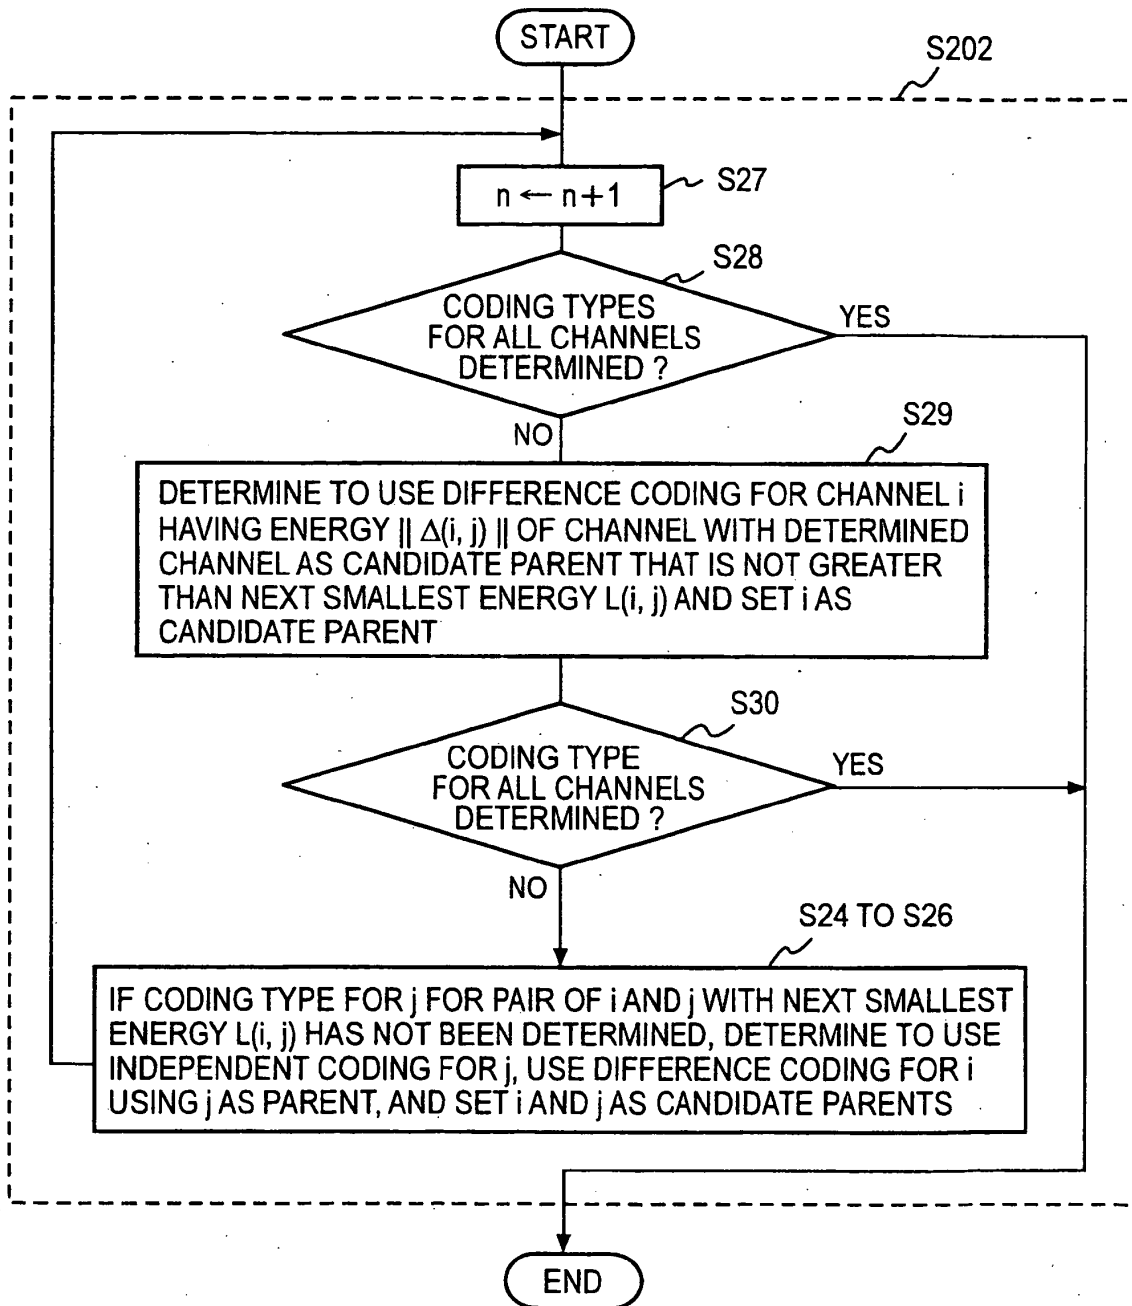 START
S202
n ← n+1
S27
S28
CODING TYPES
FOR ALL CHANNELS
DETERMINED ?
YES
NO
S29
DETERMINE TO USE DIFFERENCE CODING FOR CHANNEL i
HAVING ENERGY || Δ(i, j) || OF CHANNEL WITH DETERMINED
CHANNEL AS CANDIDATE PARENT THAT IS NOT GREATER
THAN NEXT SMALLEST ENERGY L(i, j) AND SET i AS
CANDIDATE PARENT
S30
CODING TYPE
FOR ALL CHANNELS
DETERMINED ?
YES
NO
S24 TO S26
IF CODING TYPE FOR j FOR PAIR OF i AND j WITH NEXT SMALLEST
ENERGY L(i, j) HAS NOT BEEN DETERMINED, DETERMINE TO USE
INDEPENDENT CODING FOR j, USE DIFFERENCE CODING FOR i
USING j AS PARENT, AND SET i AND j AS CANDIDATE PARENTS
END